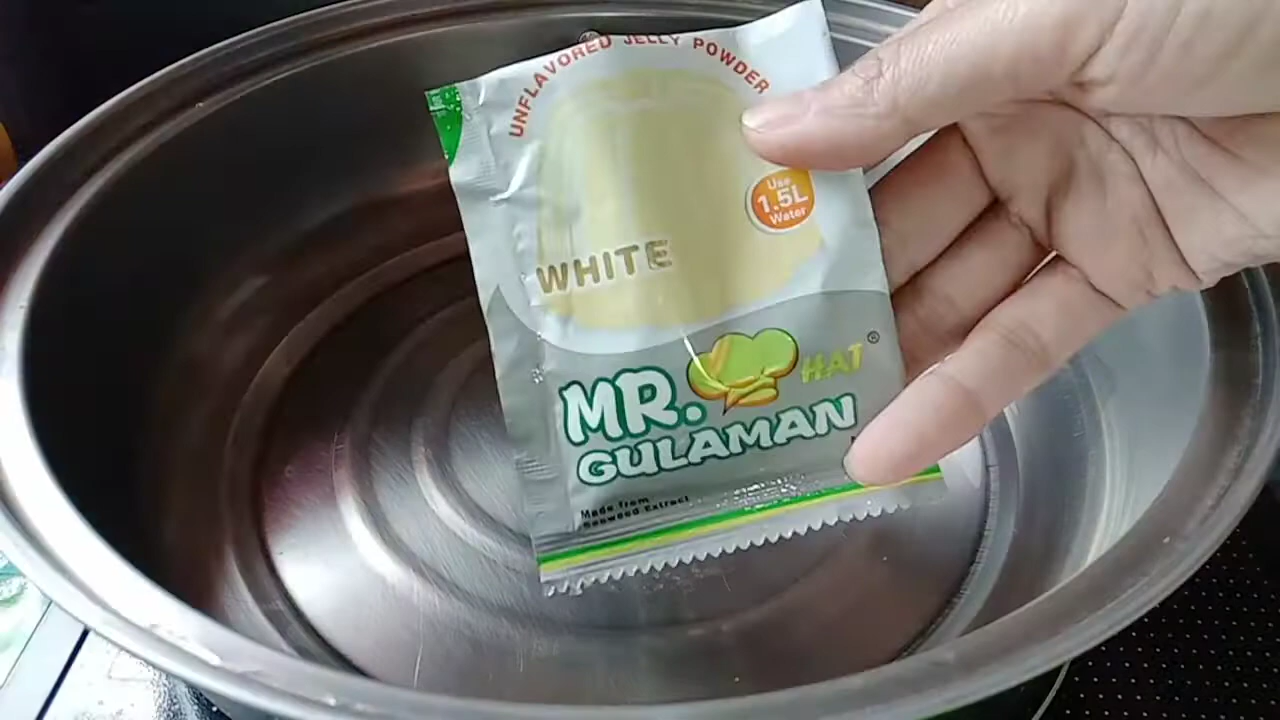 UNFLAVORED JELLY POWDER
Use
1.5L
Water
WHITE
MR. HAT
GULAMAN
®
Made from
Seaweed Extract